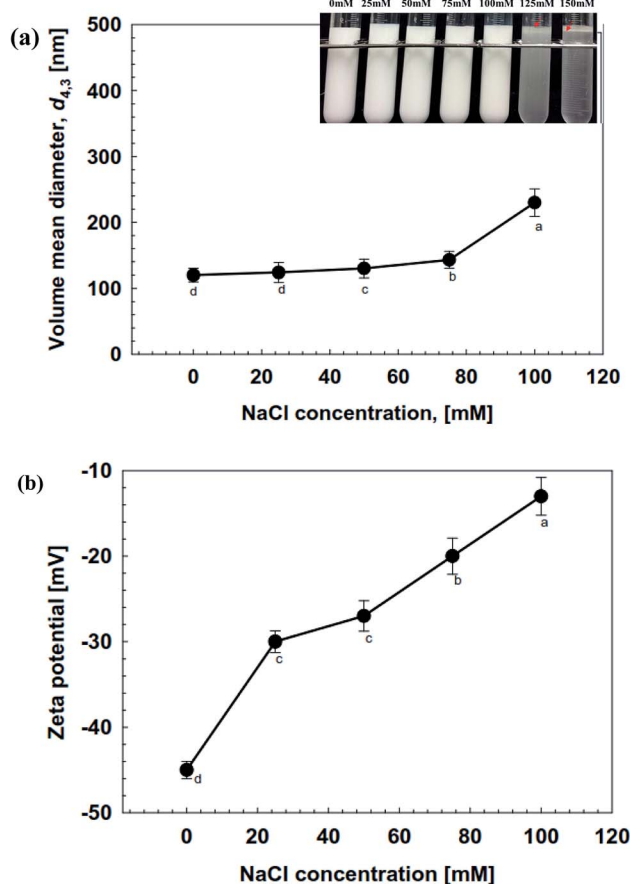 0mM 25mM 50mM 75mM 100mM 125mM 150mM
(a)
Volume mean diameter, d4,3 [nm]
500
400
300
200
100
0
d
d
c
b
a
0 20 40 60 80 100 120
NaCl concentration, [mM]
(b)
Zeta potential [mV]
-10
-20
-30
-40
-50
d
c
c
b
a
0 20 40 60 80 100 120
NaCl concentration [mM]